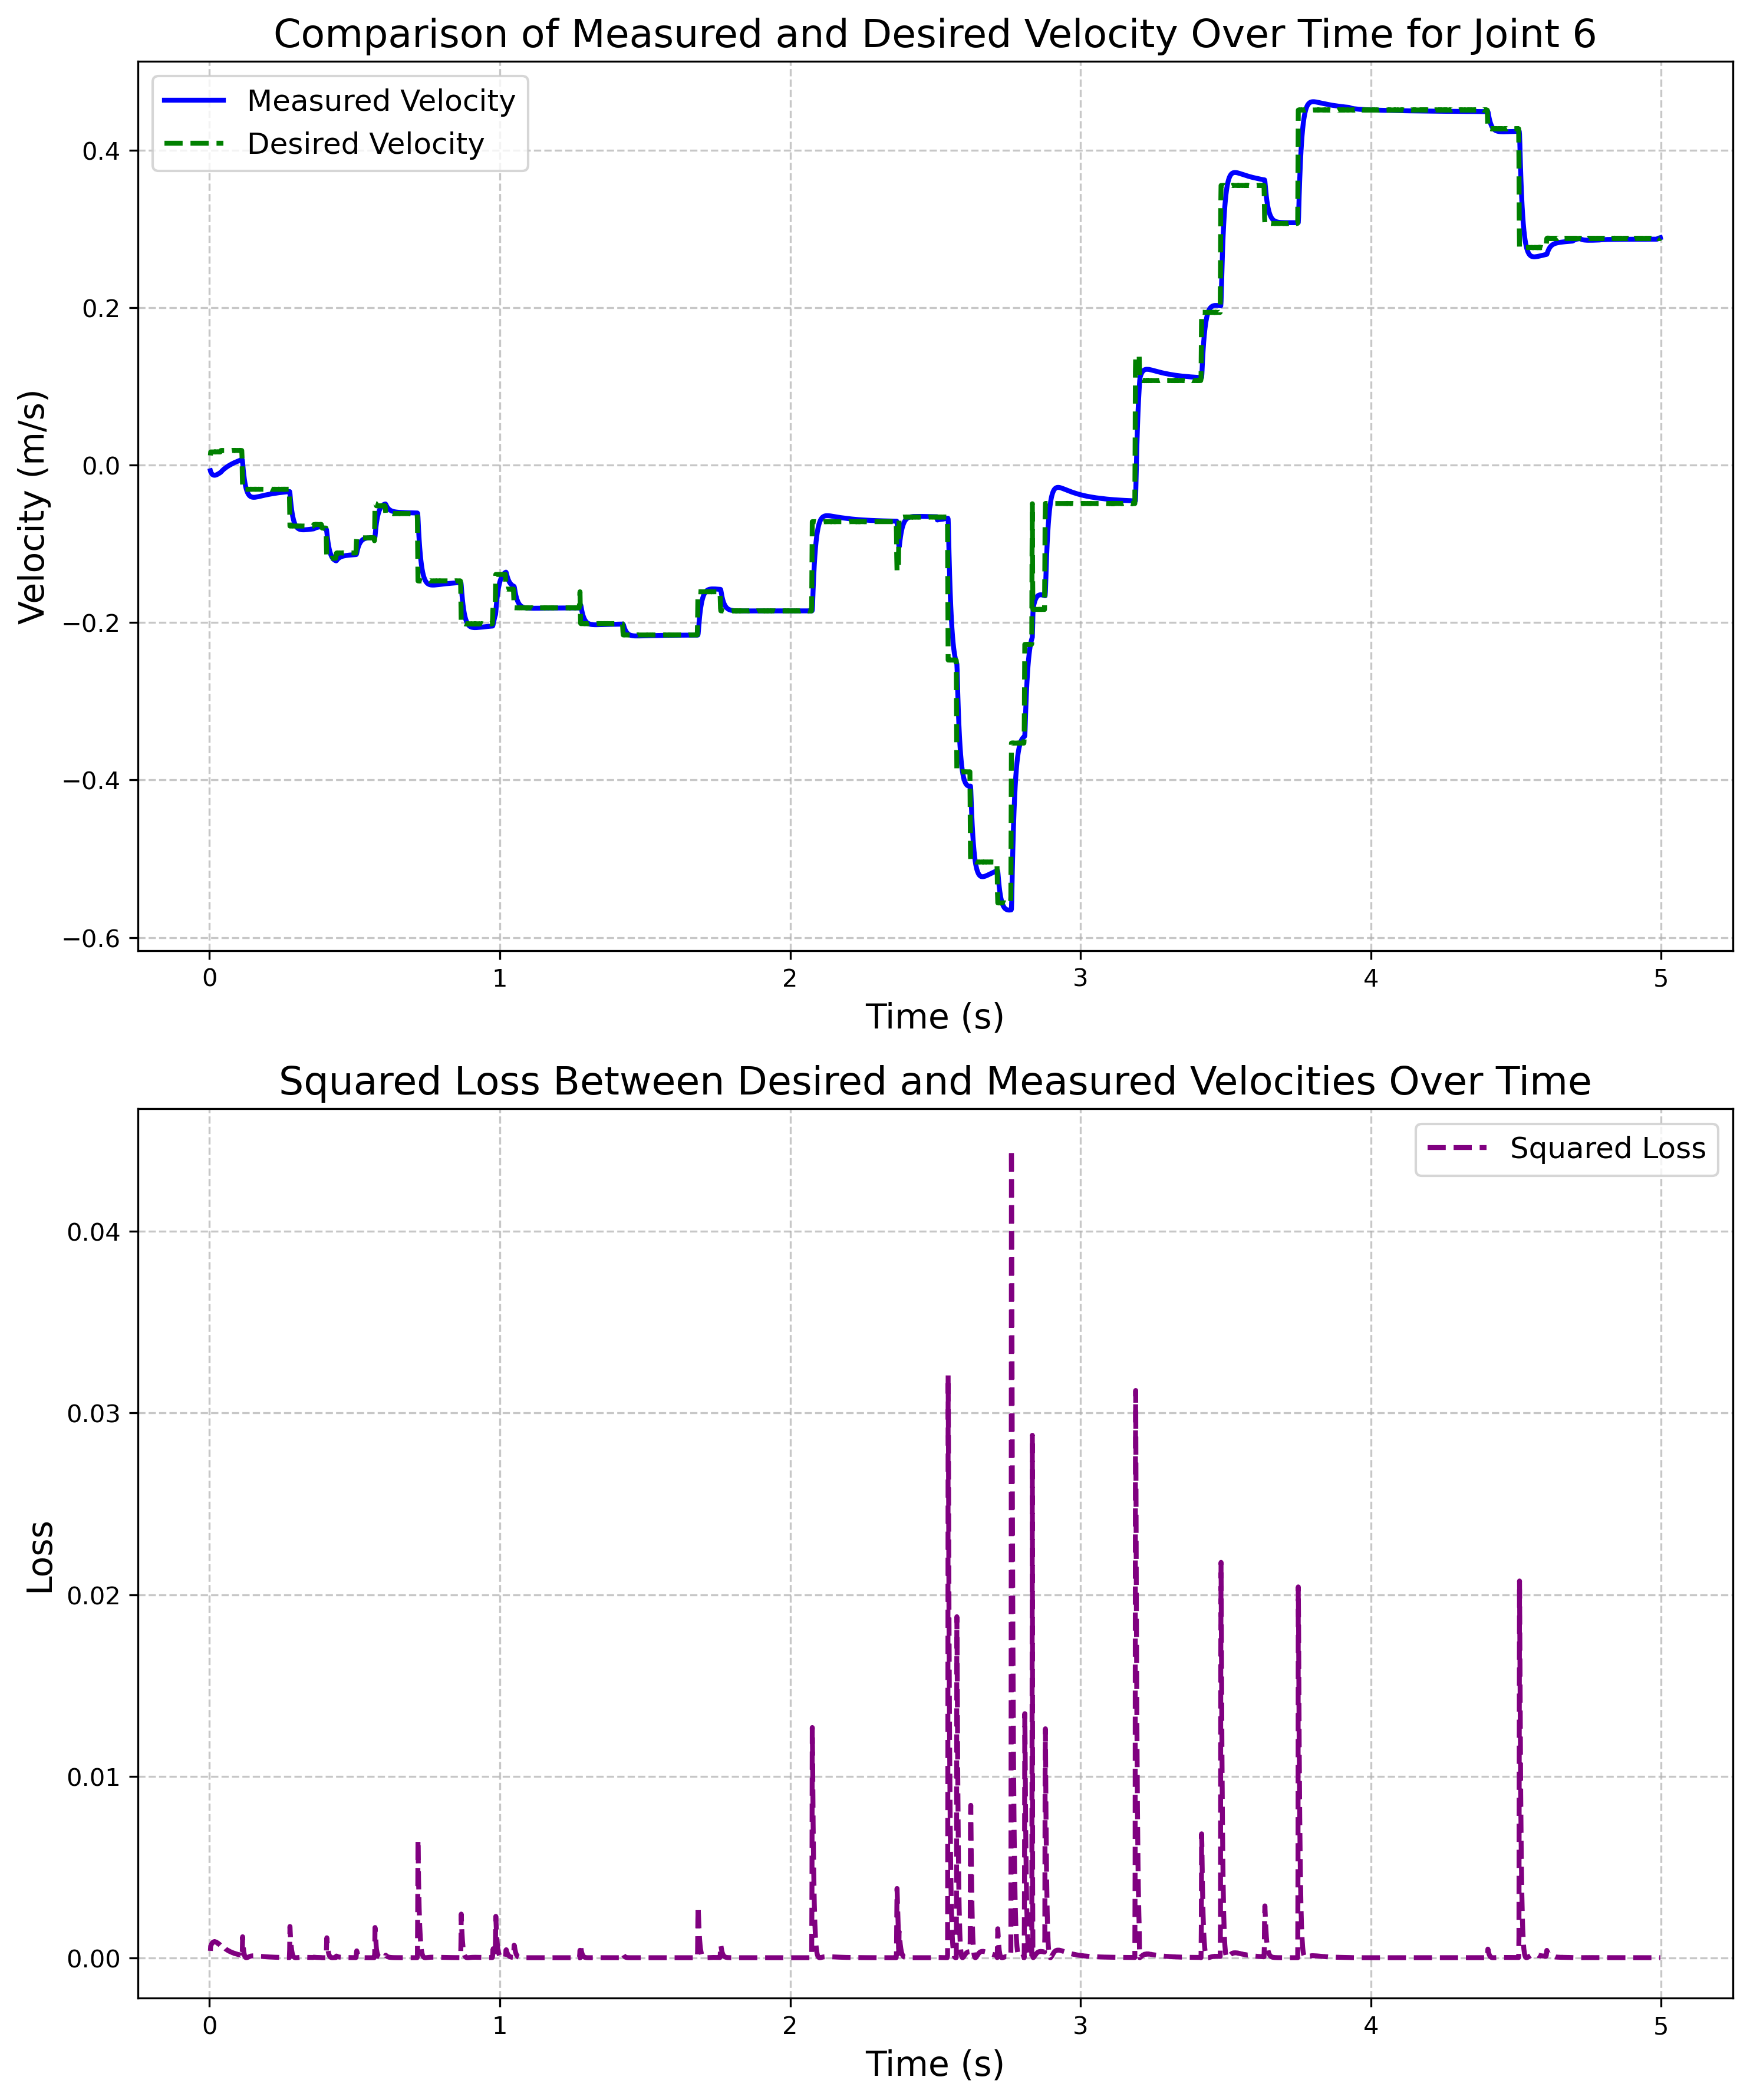 Comparison of Measured and Desired Velocity Over Time for Joint 6
Measured Velocity
Desired Velocity
Velocity (m/s)
0.4
0.2
0.0
−0.2
−0.4
−0.6
0 1 2 3 4 5
Time (s)
Squared Loss Between Desired and Measured Velocities Over Time
Squared Loss
Loss
0.04
0.03
0.02
0.01
0.00
0 1 2 3 4 5
Time (s)